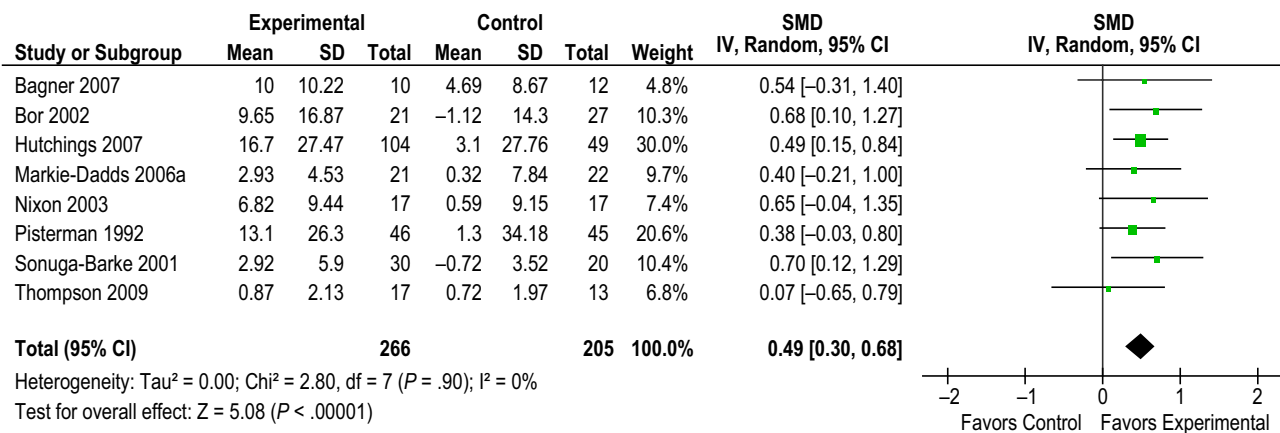 Experimental Control SMD SMD
Study or Subgroup Mean SD Total Mean SD Total Weight IV, Random, 95% CI IV, Random, 95% CI
Bagner 2007 10 10.22 10 4.69 8.67 12 4.8% 0.54 [–0.31, 1.40]
Bor 2002 9.65 16.87 21 –1.12 14.3 27 10.3% 0.68 [0.10, 1.27]
Hutchings 2007 16.7 27.47 104 3.1 27.76 49 30.0% 0.49 [0.15, 0.84]
Markie-Dadds 2006a 2.93 4.53 21 0.32 7.84 22 9.7% 0.40 [–0.21, 1.00]
Nixon 2003 6.82 9.44 17 0.59 9.15 17 7.4% 0.65 [–0.04, 1.35]
Pisterman 1992 13.1 26.3 46 1.3 34.18 45 20.6% 0.38 [–0.03, 0.80]
Sonuga-Barke 2001 2.92 5.9 30 –0.72 3.52 20 10.4% 0.70 [0.12, 1.29]
Thompson 2009 0.87 2.13 17 0.72 1.97 13 6.8% 0.07 [–0.65, 0.79]
Total (95% CI) 266 205 100.0% 0.49 [0.30, 0.68]
Heterogeneity: Tau² = 0.00; Chi² = 2.80, df = 7 (P = .90); I² = 0%
Test for overall effect: Z = 5.08 (P < .00001)
–2 –1 0 1 2
Favors Control Favors Experimental